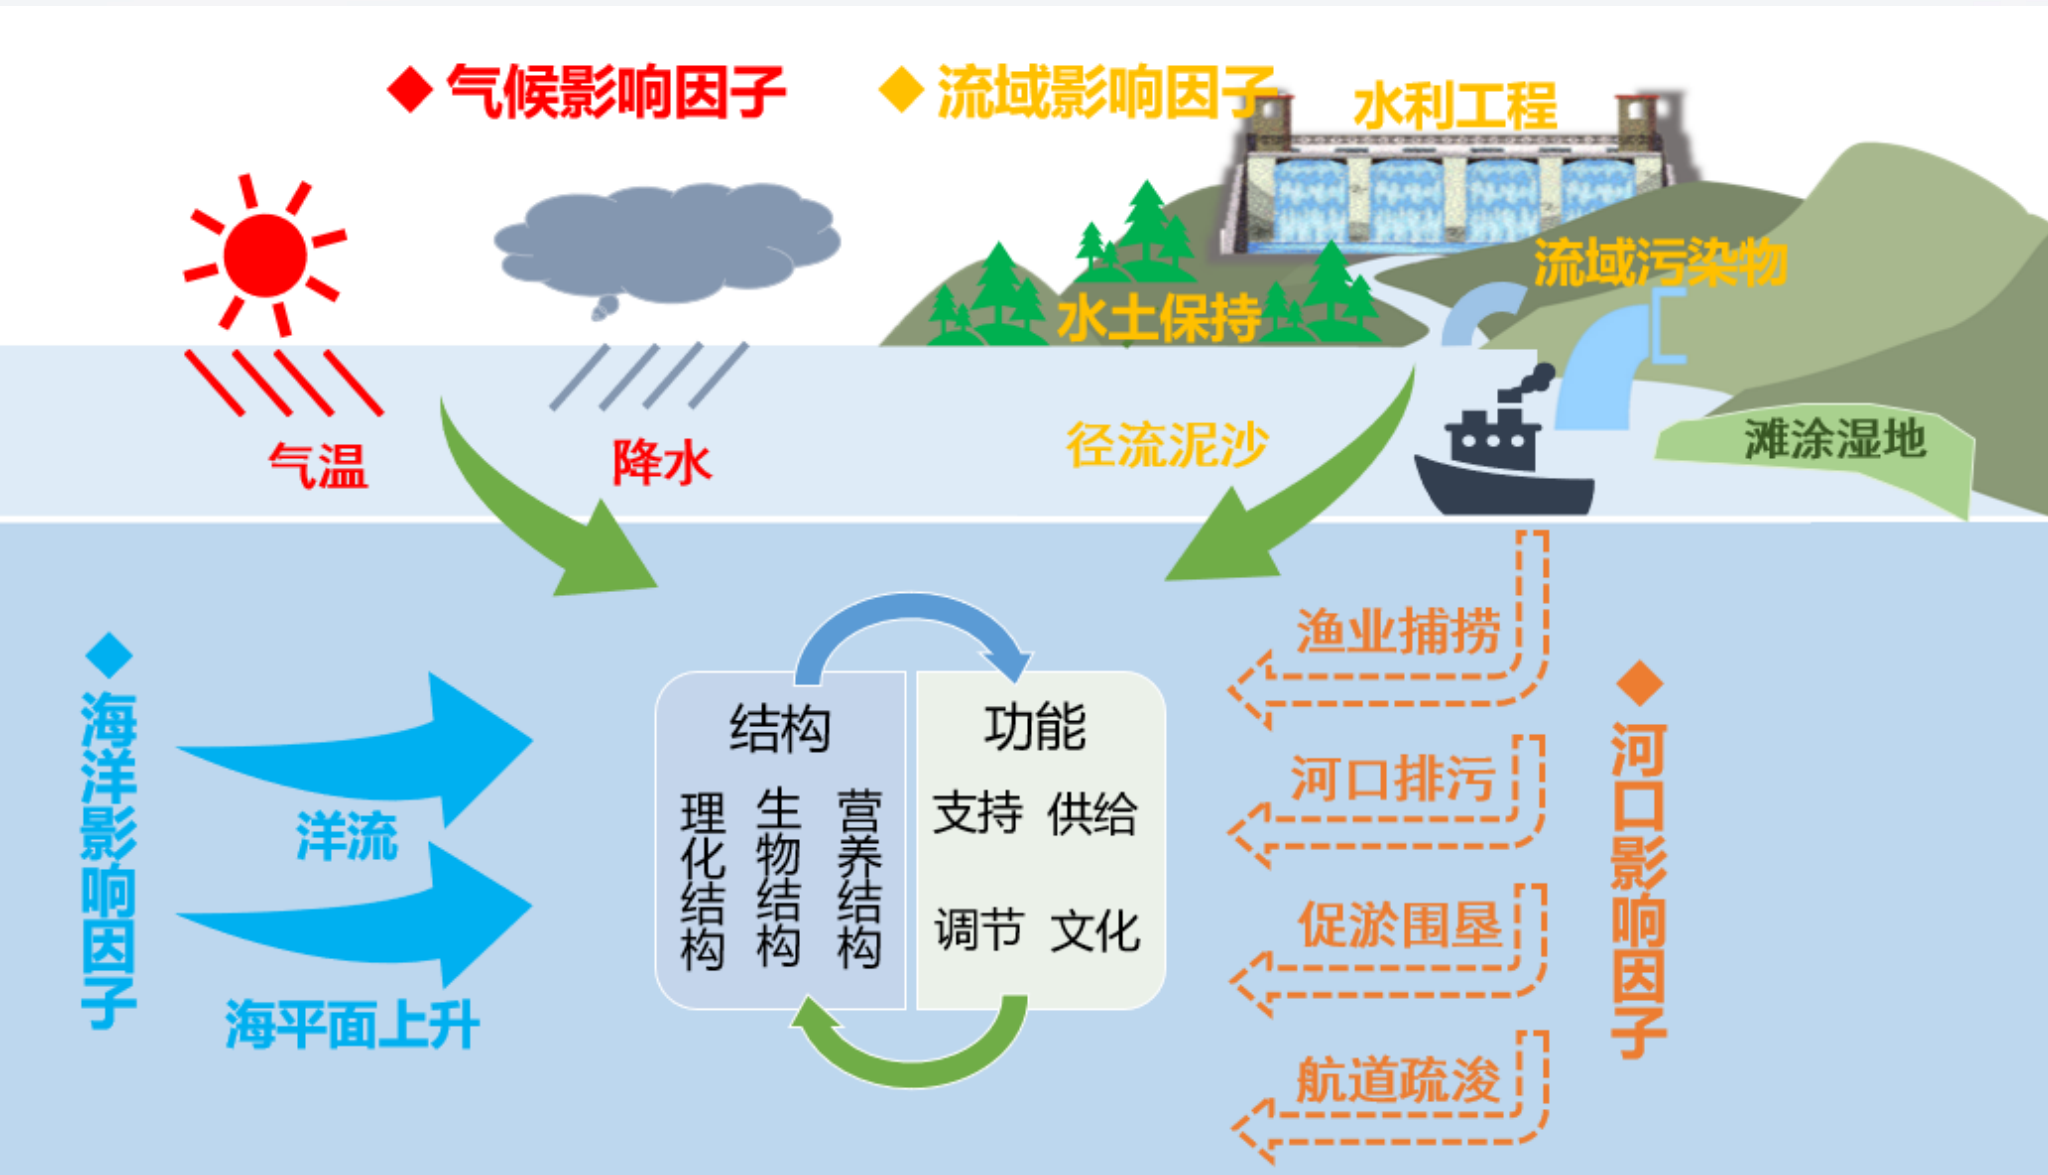 气候影响因子
流域影响因子
水利工程
流域污染物
水土保持
气温
降水
径流泥沙
滩涂湿地
海洋影响因子
洋流
海平面上升
结构
理化结构
生物结构
营养结构
功能
支持 供给
调节 文化
渔业捕捞
河口排污
促淤围垦
航道疏浚
河口影响因子